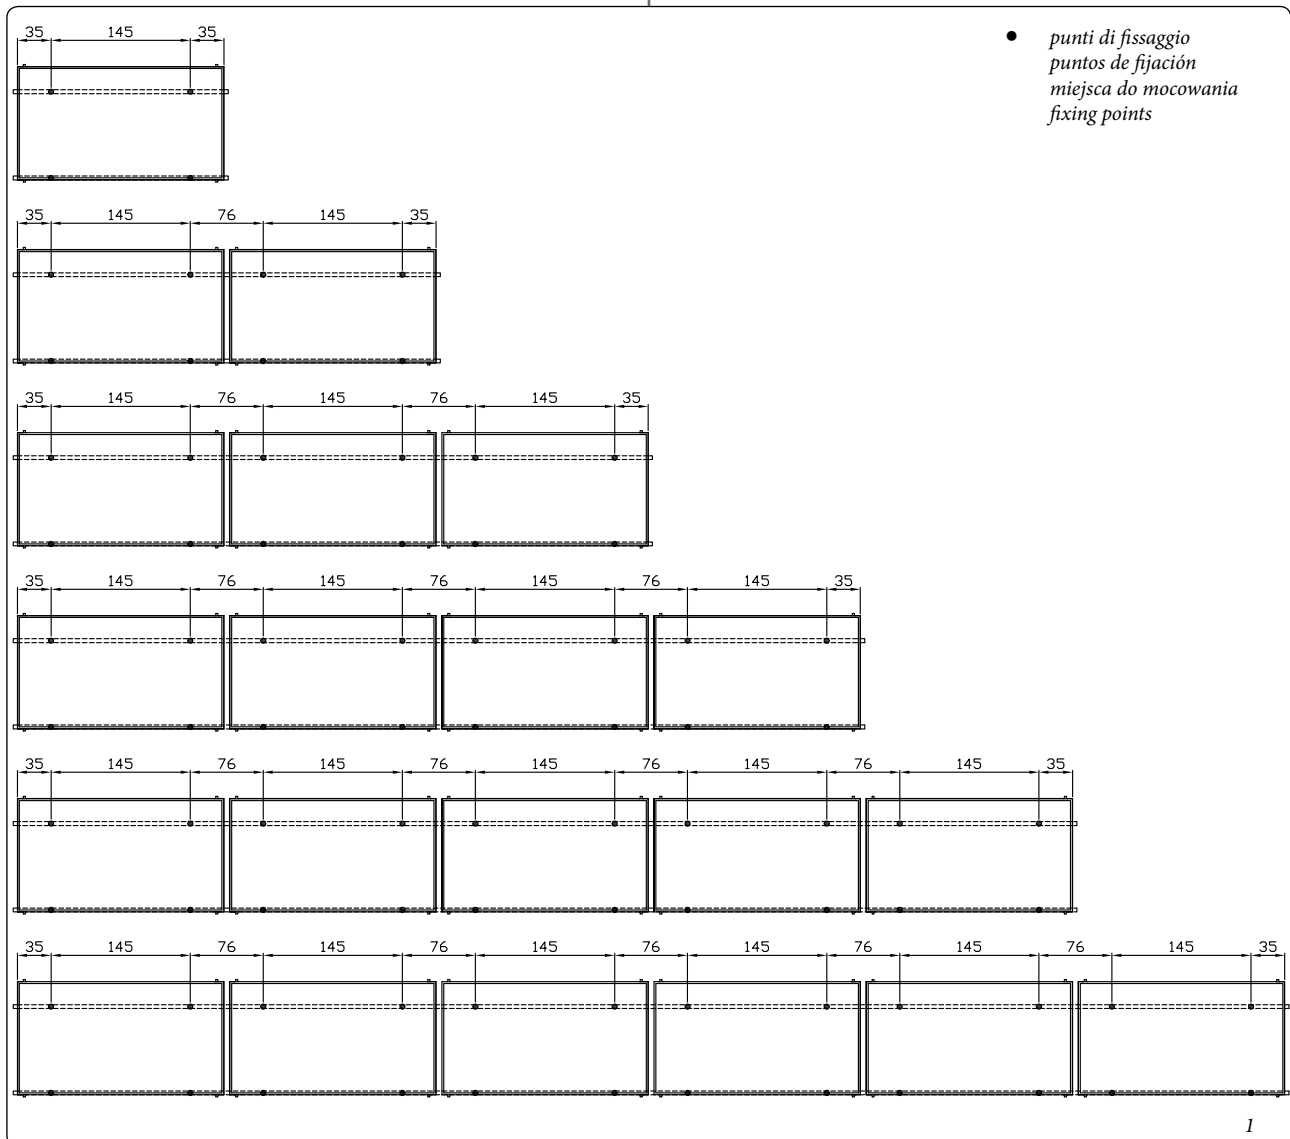 35 145 35
punti di fissaggio
puntos de fijación
miejsca do mocowania
fixing points
35 145 76 145 35
35 145 76 145 76 145 35
35 145 76 145 76 145 76 145 35
35 145 76 145 76 145 76 145 76 145 35
35 145 76 145 76 145 76 145 76 145 76 145 35
1